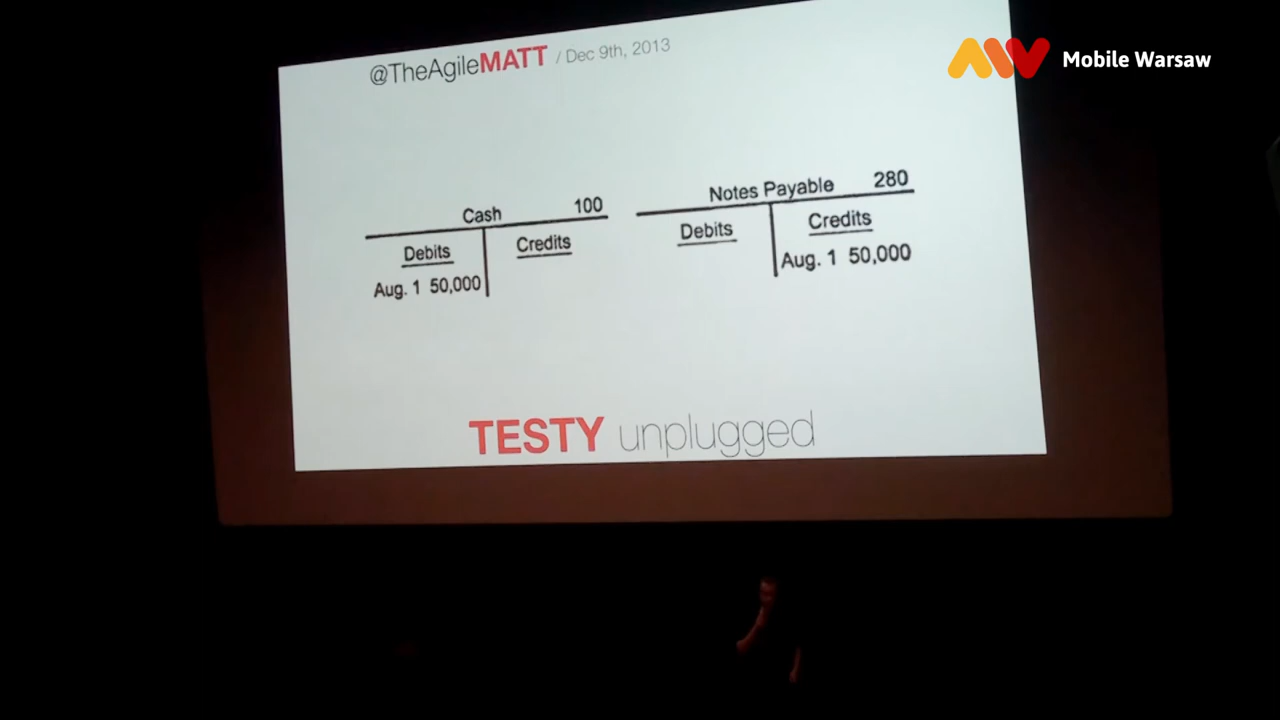 @TheAgileMATT / Dec 9th, 2013
Mobile Warsaw
Cash 100
Debits Credits
Aug. 1 50,000
Notes Payable 280
Debits Credits
Aug. 1 50,000
TESTY unplugged